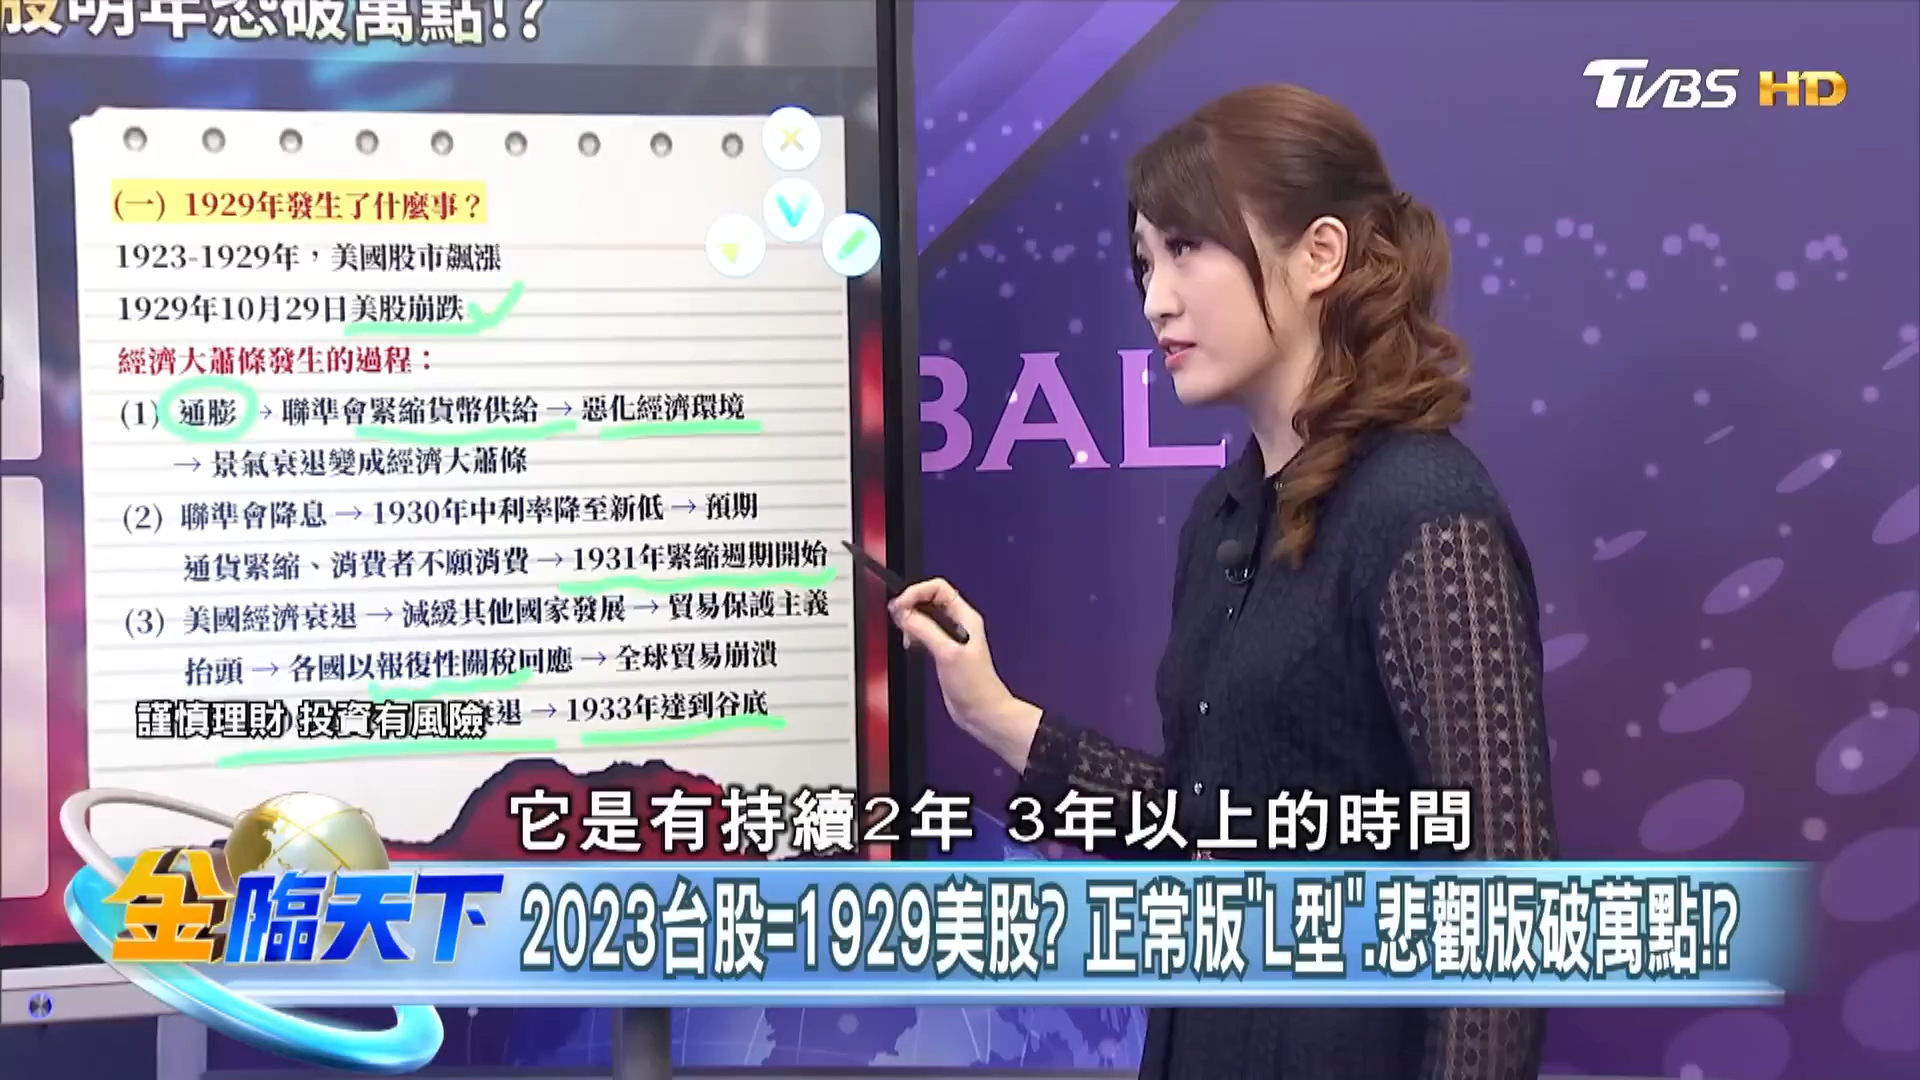 股明年恐破萬點!?
TVBS HD
(一) 1929年發生了什麼事?
1923-1929年，美國股市飆漲
1929年10月29日美股崩跌
經濟大蕭條發生的過程：
(1) 通膨 → 聯準會緊縮貨幣供給 → 惡化經濟環境
→ 景氣衰退變成經濟大蕭條
(2) 聯準會降息 → 1930年中利率降至新低 → 預期
通貨緊縮、消費者不願消費 → 1931年緊縮週期開始
(3) 美國經濟衰退 → 減緩其他國家發展 → 貿易保護主義
抬頭 → 各國以報復性關稅回應 → 全球貿易崩潰
衰退 → 1933年達到谷底
謹慎理財 投資有風險
BAL
它是有持續2年 3年以上的時間
金臨天下
2023台股=1929美股? 正常版"L型".悲觀版破萬點!?